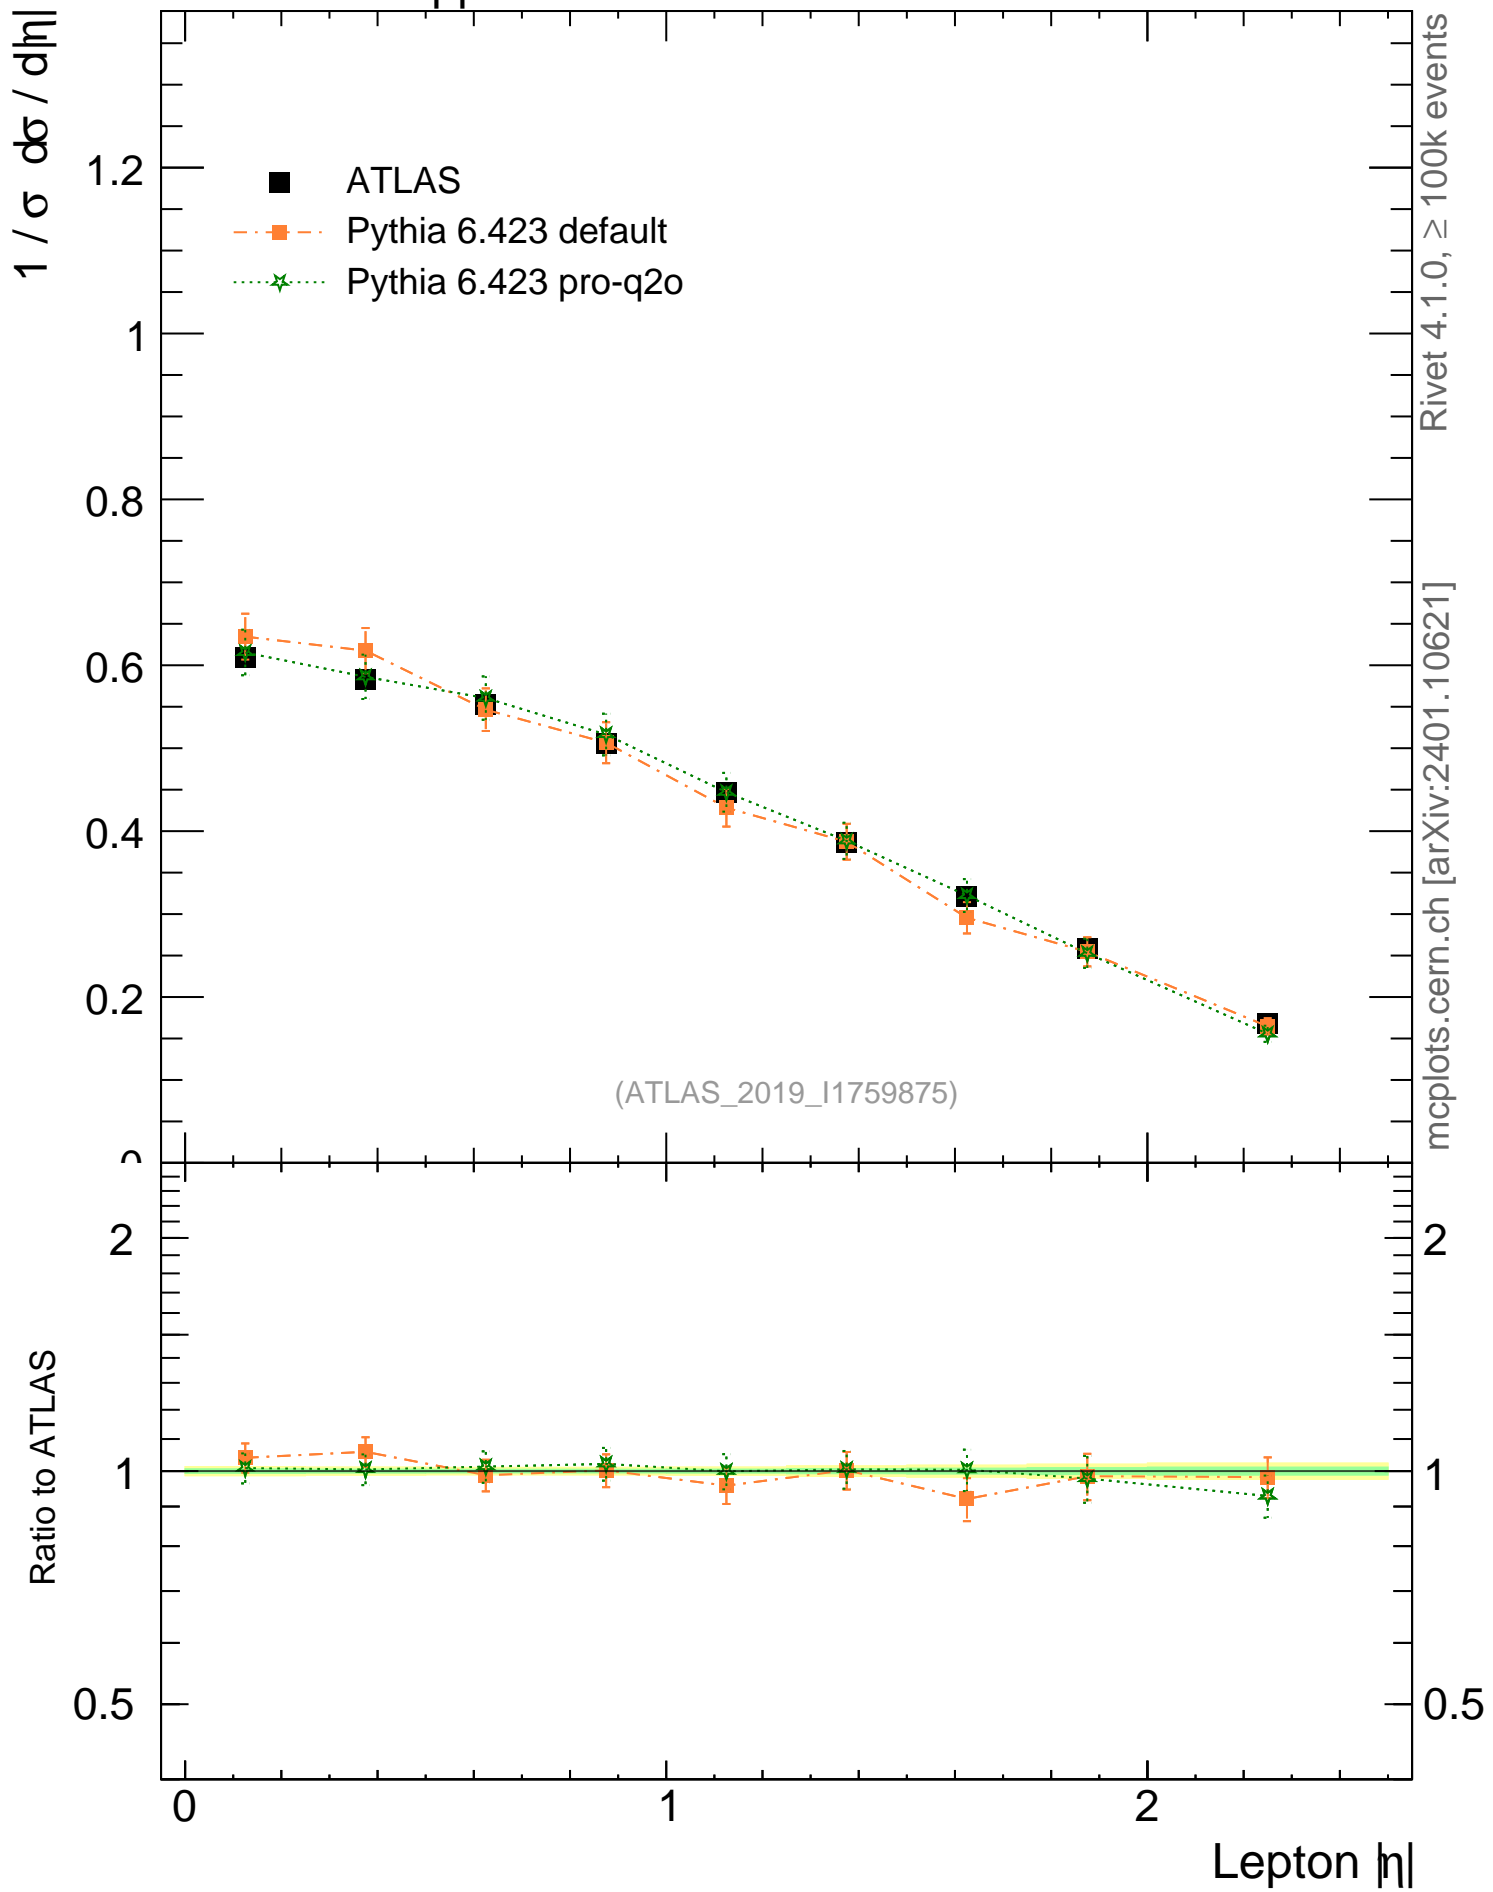 1 / σ dσ / d|η|
1.2
1
0.8
0.6
0.4
0.2
0
ATLAS
Pythia 6.423 default
Pythia 6.423 pro-q2o
(ATLAS_2019_I1759875)
Rivet 4.1.0, ≥ 100k events
mcplots.cern.ch [arXiv:2401.10621]
Ratio to ATLAS
2
1
0.5
2
1
0.5
0
1
2
Lepton |η|